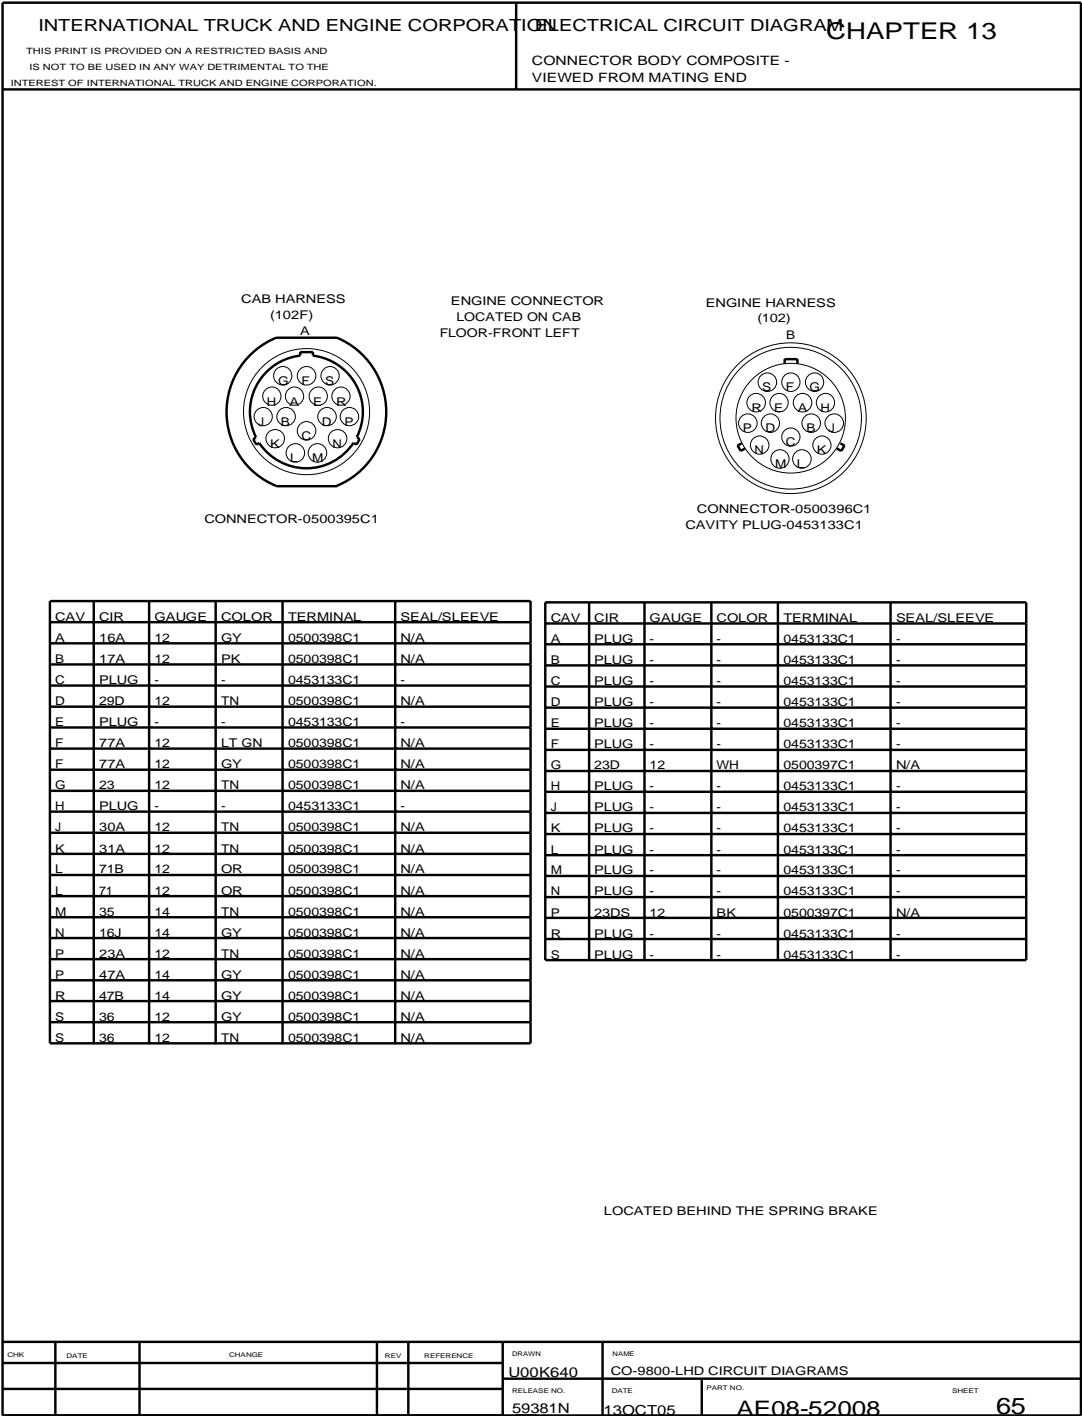 INTERNATIONAL TRUCK AND ENGINE CORPORATION
THIS PRINT IS PROVIDED ON A RESTRICTED BASIS AND
IS NOT TO BE USED IN ANY WAY DETRIMENTAL TO THE
INTEREST OF INTERNATIONAL TRUCK AND ENGINE CORPORATION.
ELECTRICAL CIRCUIT DIAGRAM
CHAPTER 13
CONNECTOR BODY COMPOSITE -
VIEWED FROM MATING END
CAB HARNESS
(102F)
A
G F S
H A E R
J B D P
K C N
L M
CONNECTOR-0500395C1
ENGINE CONNECTOR
LOCATED ON CAB
FLOOR-FRONT LEFT
ENGINE HARNESS
(102)
B
S F G
R E A H
P D B J
N C K
M L
CONNECTOR-0500396C1
CAVITY PLUG-0453133C1
CAV CIR GAUGE COLOR TERMINAL SEAL/SLEEVE
A 16A 12 GY 0500398C1 N/A
B 17A 12 PK 0500398C1 N/A
C PLUG - - 0453133C1 -
D 29D 12 TN 0500398C1 N/A
E PLUG - - 0453133C1 -
F 77A 12 LT GN 0500398C1 N/A
F 77A 12 GY 0500398C1 N/A
G 23 12 TN 0500398C1 N/A
H PLUG - - 0453133C1 -
J 30A 12 TN 0500398C1 N/A
K 31A 12 TN 0500398C1 N/A
L 71B 12 OR 0500398C1 N/A
L 71 12 OR 0500398C1 N/A
M 35 14 TN 0500398C1 N/A
N 16J 14 GY 0500398C1 N/A
P 23A 12 TN 0500398C1 N/A
P 47A 14 GY 0500398C1 N/A
R 47B 14 GY 0500398C1 N/A
S 36 12 GY 0500398C1 N/A
S 36 12 TN 0500398C1 N/A
CAV CIR GAUGE COLOR TERMINAL SEAL/SLEEVE
A PLUG - - 0453133C1 -
B PLUG - - 0453133C1 -
C PLUG - - 0453133C1 -
D PLUG - - 0453133C1 -
E PLUG - - 0453133C1 -
F PLUG - - 0453133C1 -
G 23D 12 WH 0500397C1 N/A
H PLUG - - 0453133C1 -
J PLUG - - 0453133C1 -
K PLUG - - 0453133C1 -
L PLUG - - 0453133C1 -
M PLUG - - 0453133C1 -
N PLUG - - 0453133C1 -
P 23DS 12 BK 0500397C1 N/A
R PLUG - - 0453133C1 -
S PLUG - - 0453133C1 -
LOCATED BEHIND THE SPRING BRAKE
CHK DATE CHANGE REV REFERENCE
DRAWN
U00K640
NAME
CO-9800-LHD CIRCUIT DIAGRAMS
RELEASE NO.
59381N
DATE
13OCT05
PART NO.
AE08-52008
SHEET
65